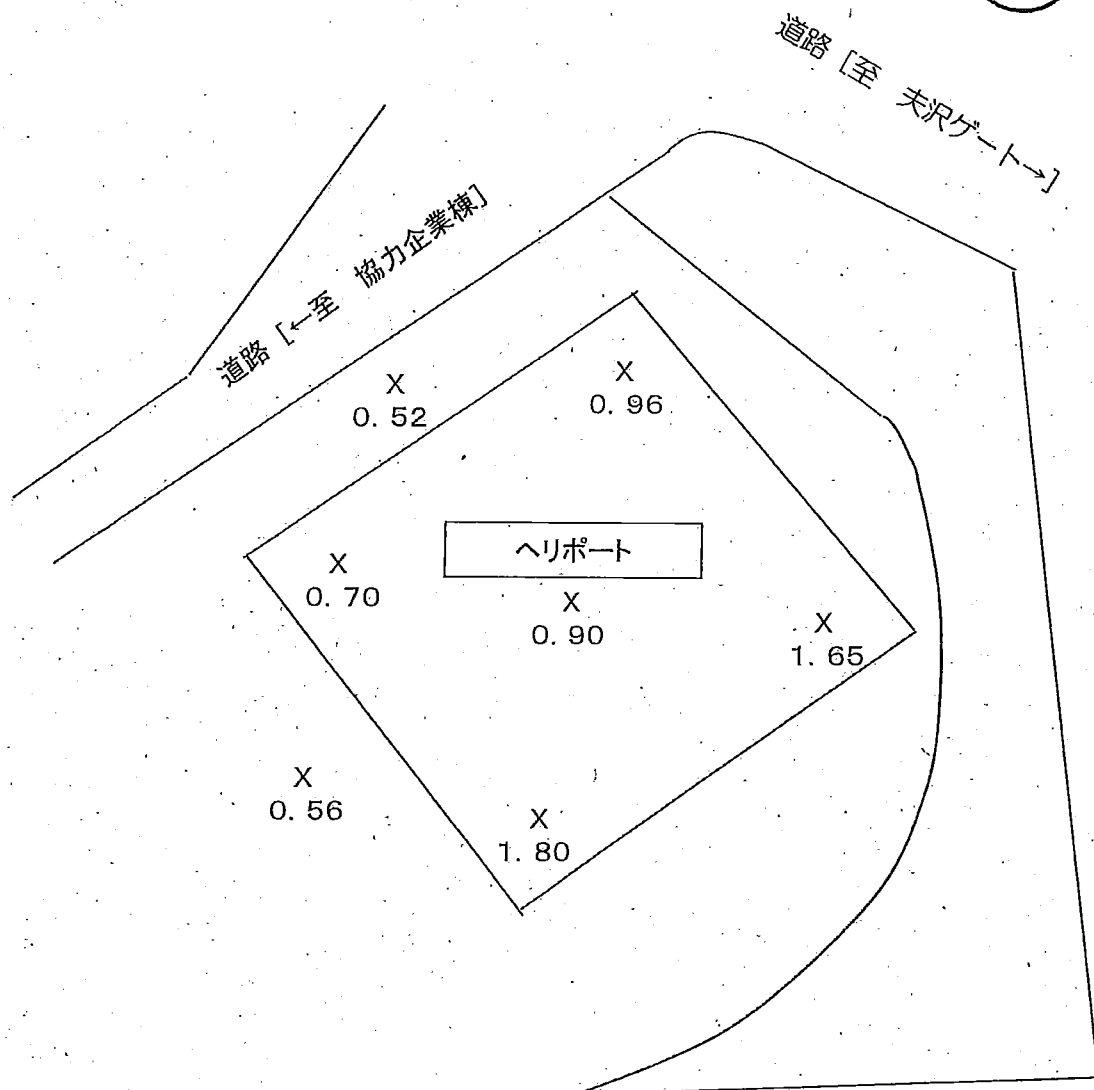 道路 [至 夫沢ゲート→]
道路 [←至 協力企業棟]
X
0.52
X
0.96
ヘリポート
X
0.70
X
0.90
X
1.65
X
0.56
X
1.80